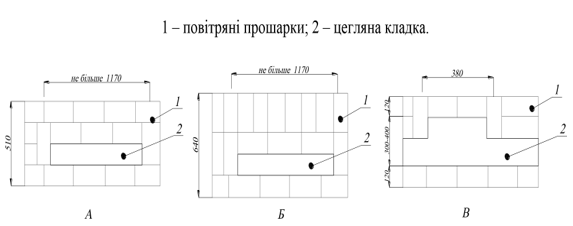 1 – повітряні прошарки; 2 – цегляна кладка.
не більше 1170
1
2
510
А
не більше 1170
1
2
640
Б
380
1
2
120
300-400
120
В